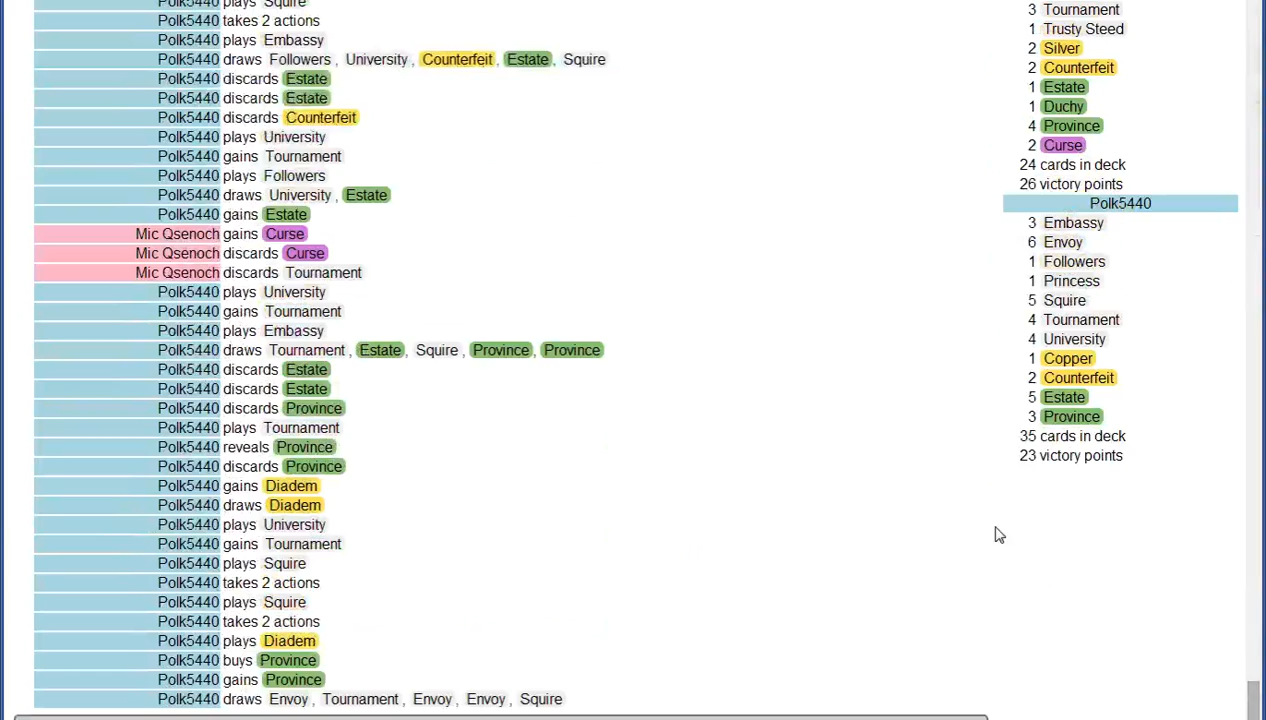 Polk5440 plays Squire
Polk5440 takes 2 actions
Polk5440 plays Embassy
Polk5440 draws Followers , University , Counterfeit , Estate , Squire
Polk5440 discards Estate
Polk5440 discards Estate
Polk5440 discards Counterfeit
Polk5440 plays University
Polk5440 gains Tournament
Polk5440 plays Followers
Polk5440 draws University , Estate
Polk5440 gains Estate
Mic Qsenoch gains Curse
Mic Qsenoch discards Curse
Mic Qsenoch discards Tournament
Polk5440 plays University
Polk5440 gains Tournament
Polk5440 plays Embassy
Polk5440 draws Tournament , Estate , Squire , Province , Province
Polk5440 discards Estate
Polk5440 discards Estate
Polk5440 discards Province
Polk5440 plays Tournament
Polk5440 reveals Province
Polk5440 discards Province
Polk5440 gains Diadem
Polk5440 draws Diadem
Polk5440 plays University
Polk5440 gains Tournament
Polk5440 plays Squire
Polk5440 takes 2 actions
Polk5440 plays Squire
Polk5440 takes 2 actions
Polk5440 plays Diadem
Polk5440 buys Province
Polk5440 gains Province
Polk5440 draws Envoy , Tournament , Envoy , Envoy , Squire
3 Tournament
1 Trusty Steed
2 Silver
2 Counterfeit
1 Estate
1 Duchy
4 Province
2 Curse
24 cards in deck
26 victory points
Polk5440
3 Embassy
6 Envoy
1 Followers
1 Princess
5 Squire
4 Tournament
4 University
1 Copper
2 Counterfeit
5 Estate
3 Province
35 cards in deck
23 victory points